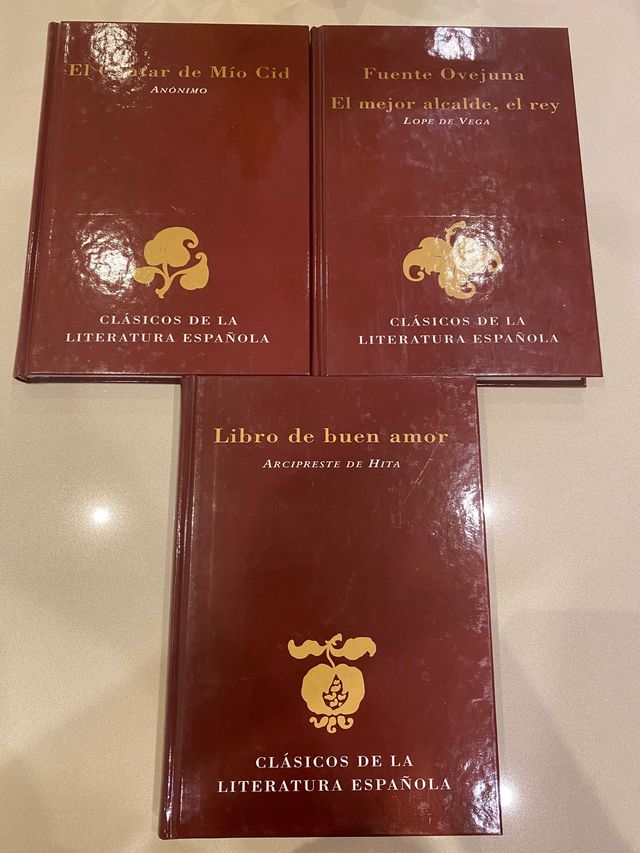 El Cantar de Mío Cid
ANÓNIMO
CLÁSICOS DE LA
LITERATURA ESPAÑOLA
Fuente Ovejuna
El mejor alcalde, el rey
LOPE DE VEGA
CLÁSICOS DE LA
LITERATURA ESPAÑOLA
Libro de buen amor
ARCIPRESTE DE HITA
CLÁSICOS DE LA
LITERATURA ESPAÑOLA